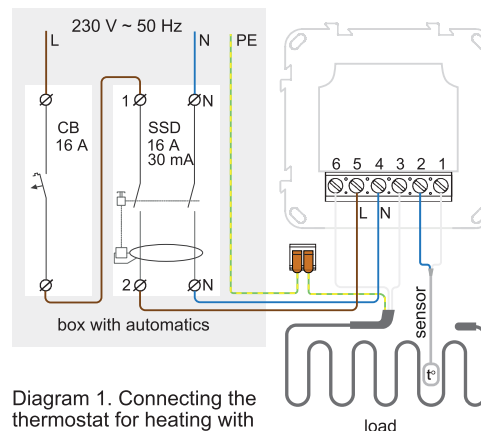 230 V ~ 50 Hz
L
N
PE
1
N
CB
16 A
SSD
16 A
30 mA
2
N
box with automatics
6 5 4 3 2 1
L N
sensor
t°
load
Diagram 1. Connecting the
thermostat for heating with